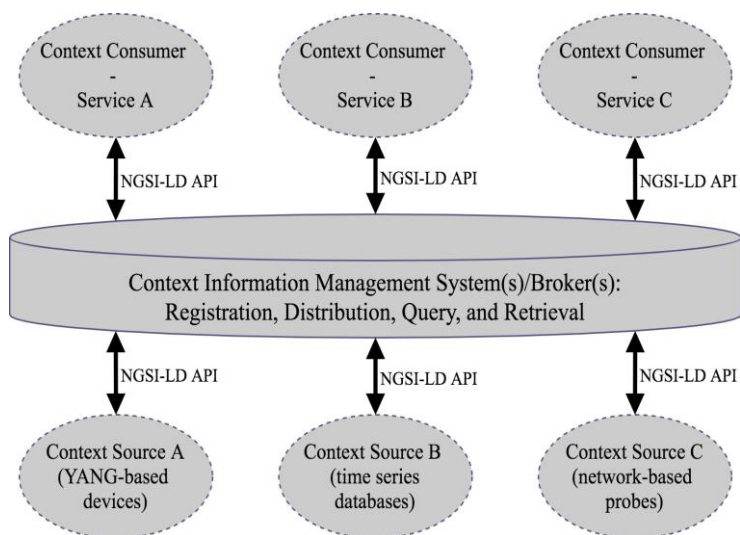 Context Consumer
-
Service A
Context Consumer
-
Service B
Context Consumer
-
Service C
NGSI-LD API
NGSI-LD API
NGSI-LD API
Context Information Management System(s)/Broker(s):
Registration, Distribution, Query, and Retrieval
NGSI-LD API
NGSI-LD API
NGSI-LD API
Context Source A
(YANG-based
devices)
Context Source B
(time series
databases)
Context Source C
(network-based
probes)